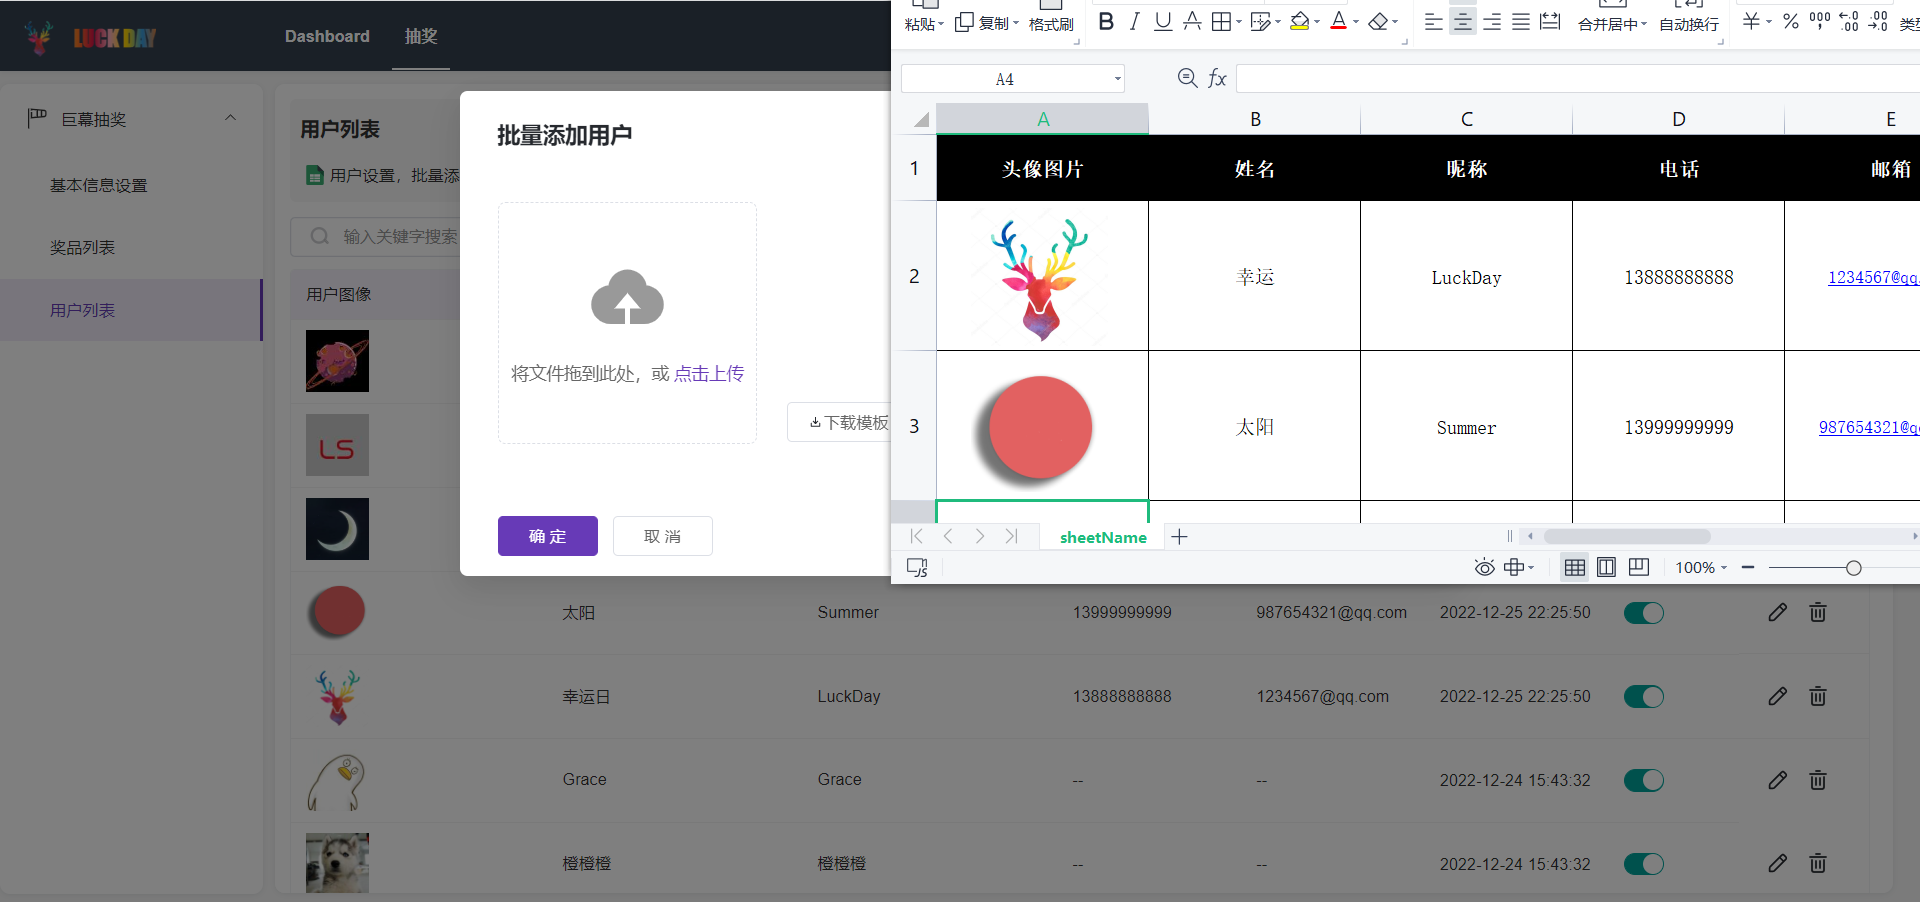 LUCK DAY
Dashboard
抽奖
巨幕抽奖
基本信息设置
奖品列表
用户列表
用户列表
用户设置，批量添
输入关键字搜索
用户图像
LS
批量添加用户
将文件拖到此处，或 点击上传
下载模板
确 定
取 消
粘贴
复制
格式刷
B I U A
A
合并居中
自动换行
¥ % 000 ←.0 .00 .00 →.0
A4
fx
A B C D E
1 头像图片 姓名 昵称 电话 邮箱
2 幸运 LuckDay 13888888888 1234567@qq
3 太阳 Summer 13999999999 987654321@q
sheetName
JS
100%
太阳 Summer 13999999999 987654321@qq.com 2022-12-25 22:25:50
幸运日 LuckDay 13888888888 1234567@qq.com 2022-12-25 22:25:50
Grace Grace -- -- 2022-12-24 15:43:32
橙橙橙 橙橙橙 -- -- 2022-12-24 15:43:32